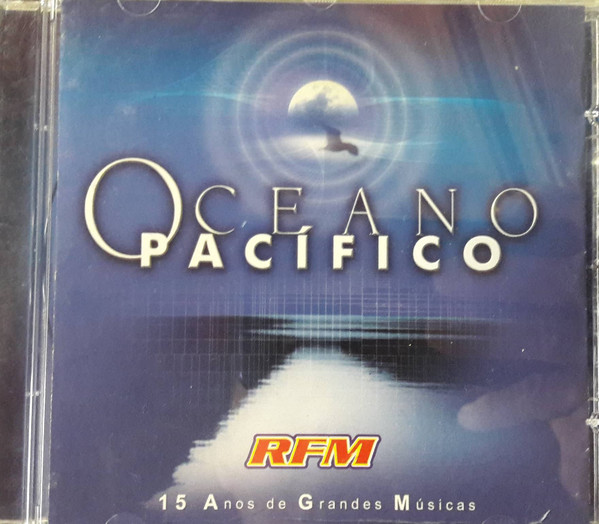 OCEANO
PACÍFICO
RFM
15 Anos de Grandes Músicas